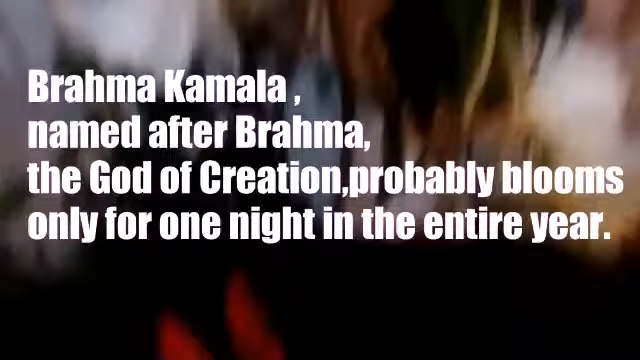 Brahma Kamala ,
named after Brahma,
the God of Creation,probably blooms
only for one night in the entire year.